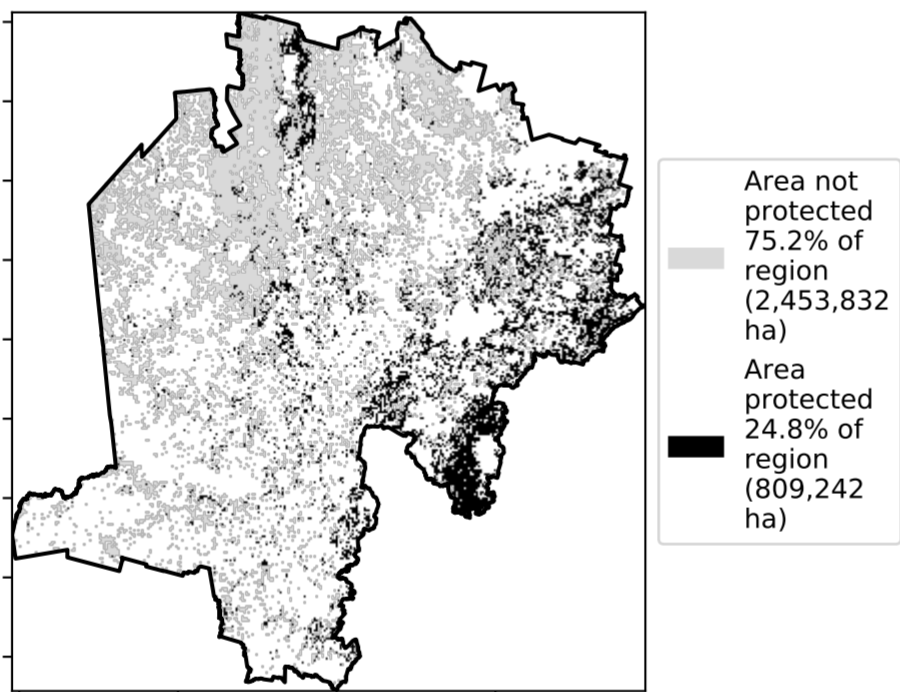 Area not
protected
75.2% of
region
(2,453,832
ha)
Area
protected
24.8% of
region
(809,242
ha)